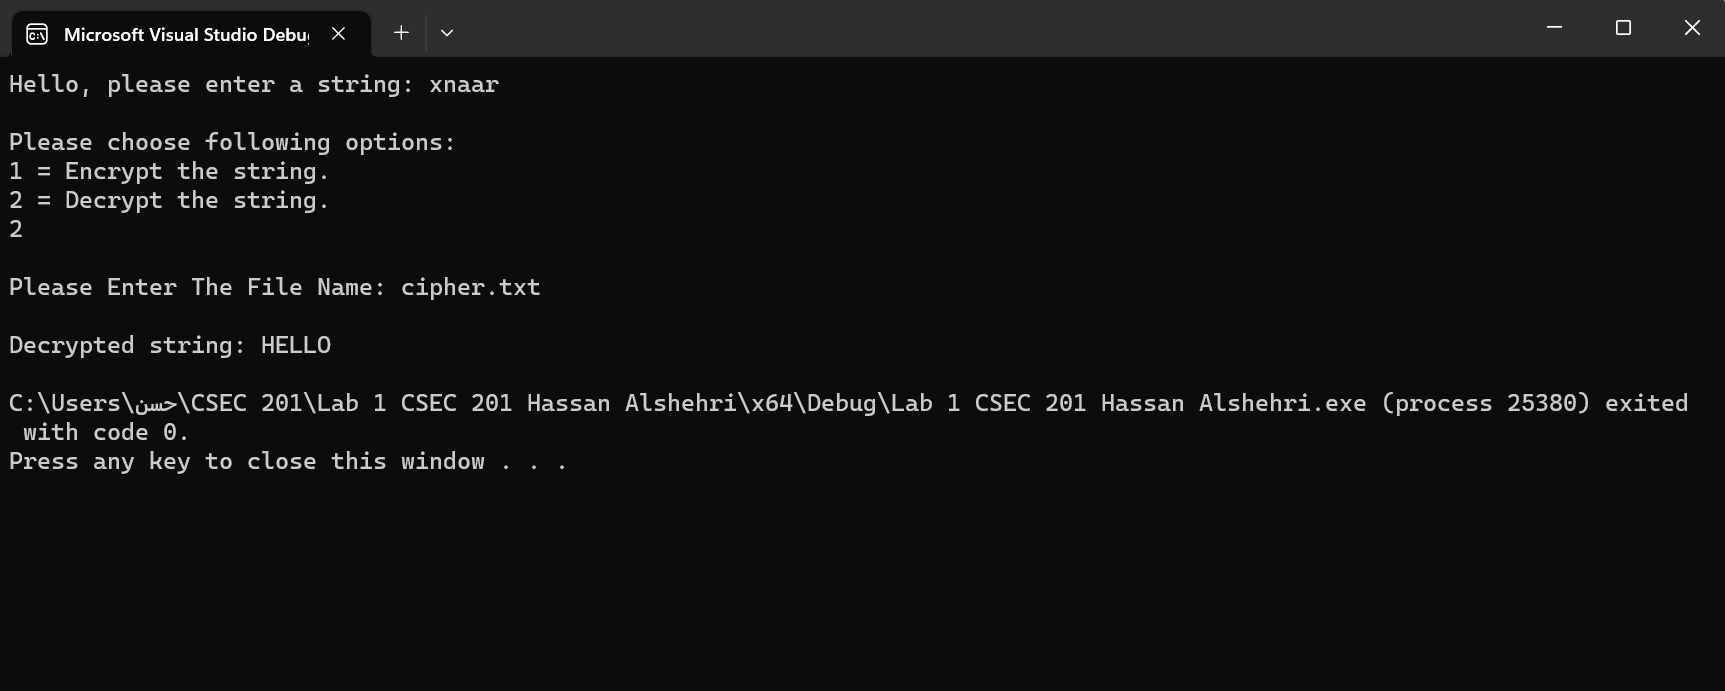 Microsoft Visual Studio Debu
Hello, please enter a string: xnaar
Please choose following options:
1 = Encrypt the string.
2 = Decrypt the string.
2
Please Enter The File Name: cipher.txt
Decrypted string: HELLO
C:\Users\حسن\CSEC 201\Lab 1 CSEC 201 Hassan Alshehri\x64\Debug\Lab 1 CSEC 201 Hassan Alshehri.exe (process 25380) exited
with code 0.
Press any key to close this window . . .